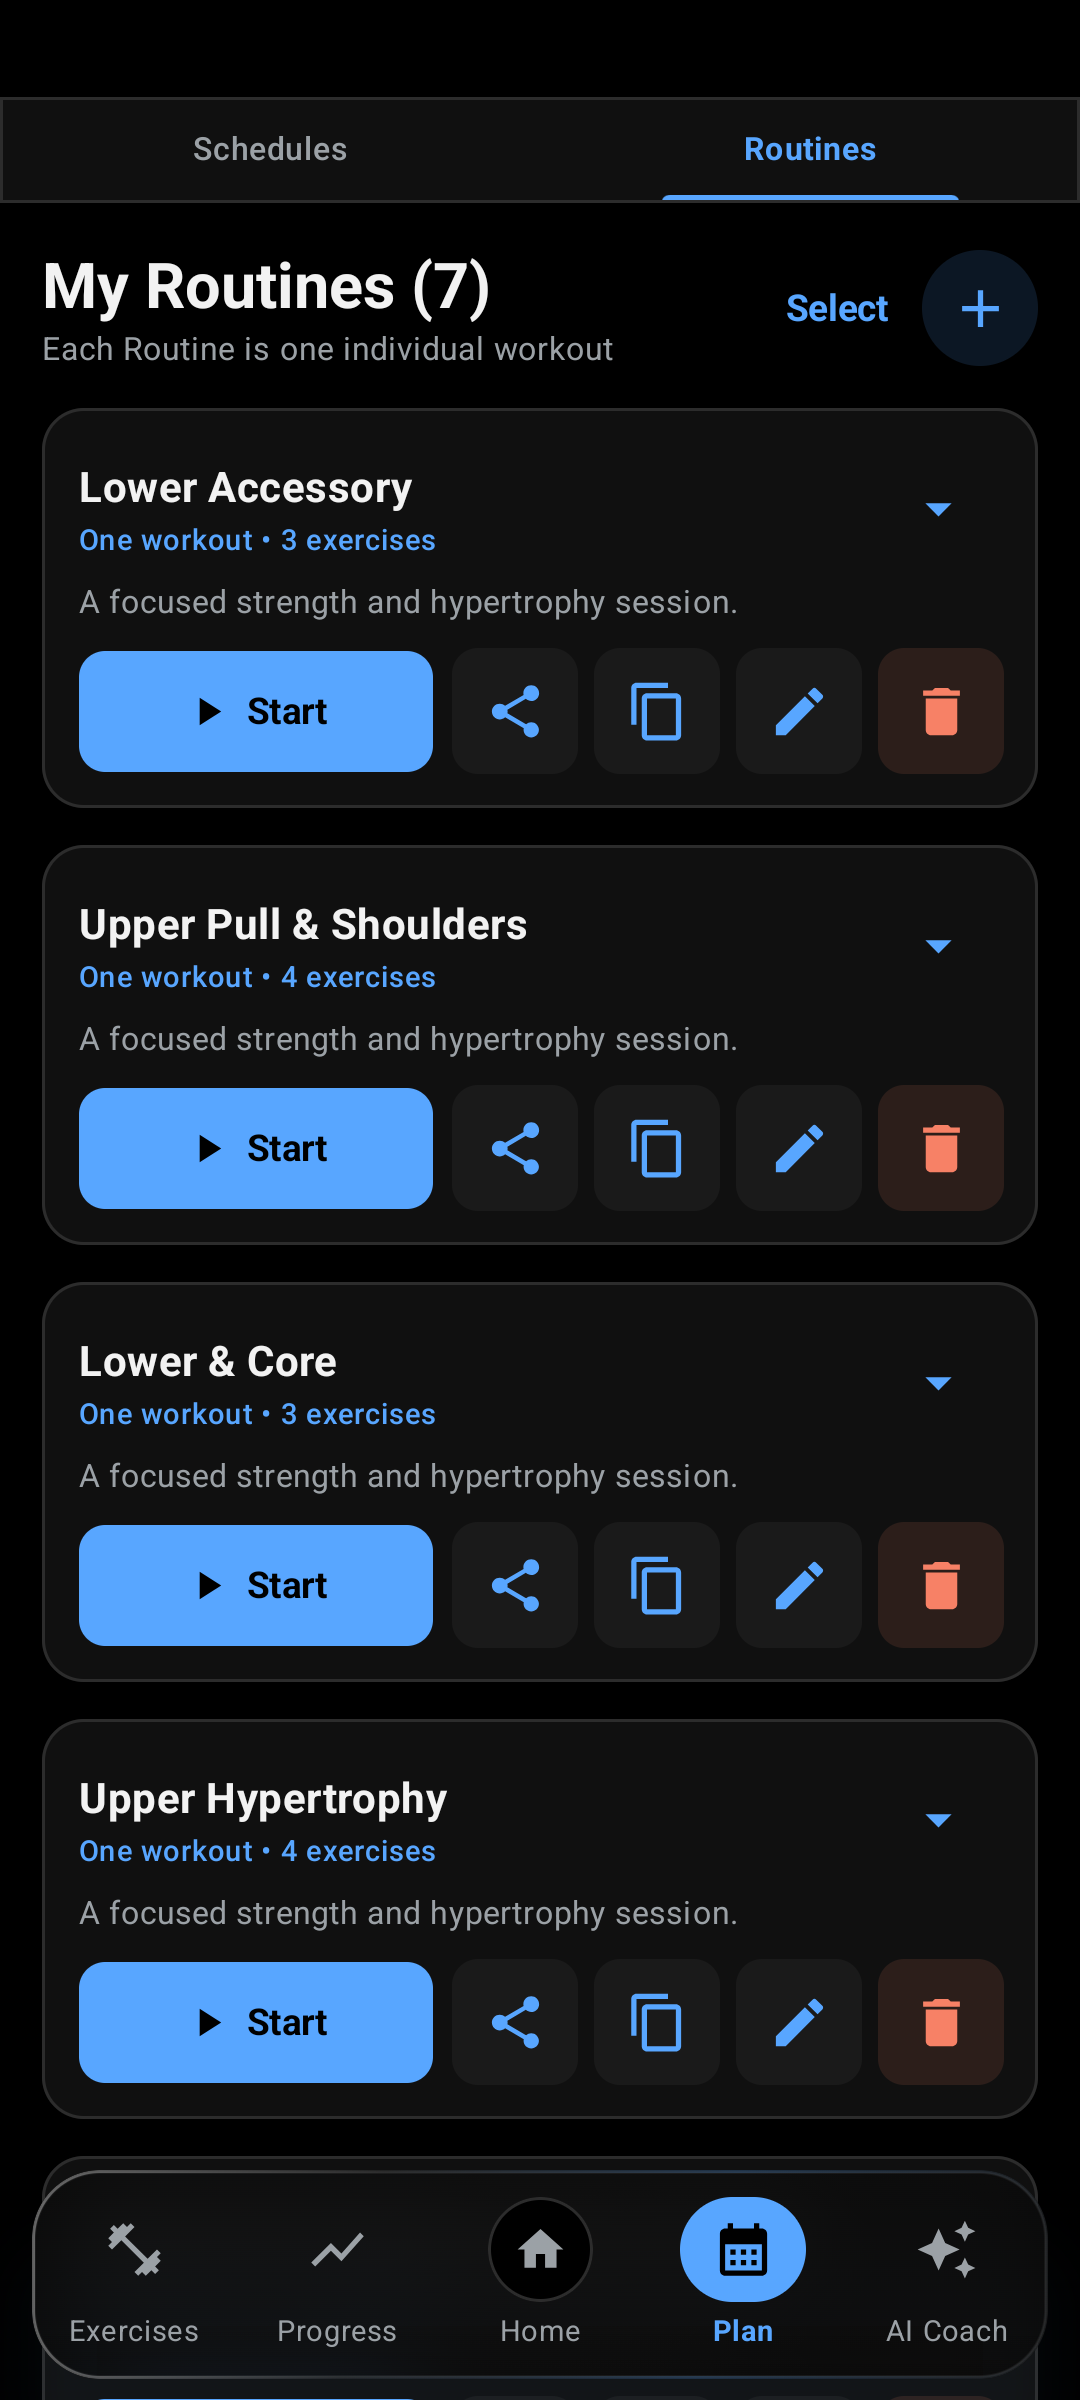 Schedules
Routines
My Routines (7)
Each Routine is one individual workout
Select
Lower Accessory
One workout • 3 exercises
A focused strength and hypertrophy session.
Start
Upper Pull & Shoulders
One workout • 4 exercises
A focused strength and hypertrophy session.
Start
Lower & Core
One workout • 3 exercises
A focused strength and hypertrophy session.
Start
Upper Hypertrophy
One workout • 4 exercises
A focused strength and hypertrophy session.
Start
Exercises
Progress
Home
Plan
AI Coach